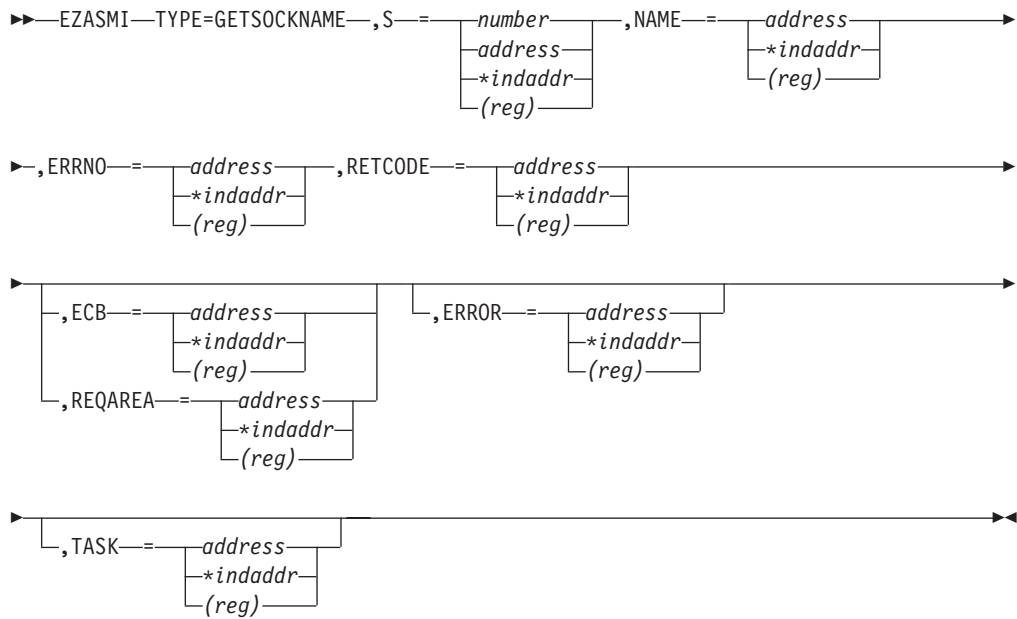 EZASMI TYPE=GETSOCKNAME ,S = number ,NAME = address
address *indaddr
*indaddr (reg)
(reg)
,ERRNO = address ,RETCODE = address
*indaddr *indaddr
(reg) (reg)
,ECB = address ,ERROR = address
*indaddr *indaddr
(reg) (reg)
,REQAREA = address
*indaddr
(reg)
,TASK = address
*indaddr
(reg)